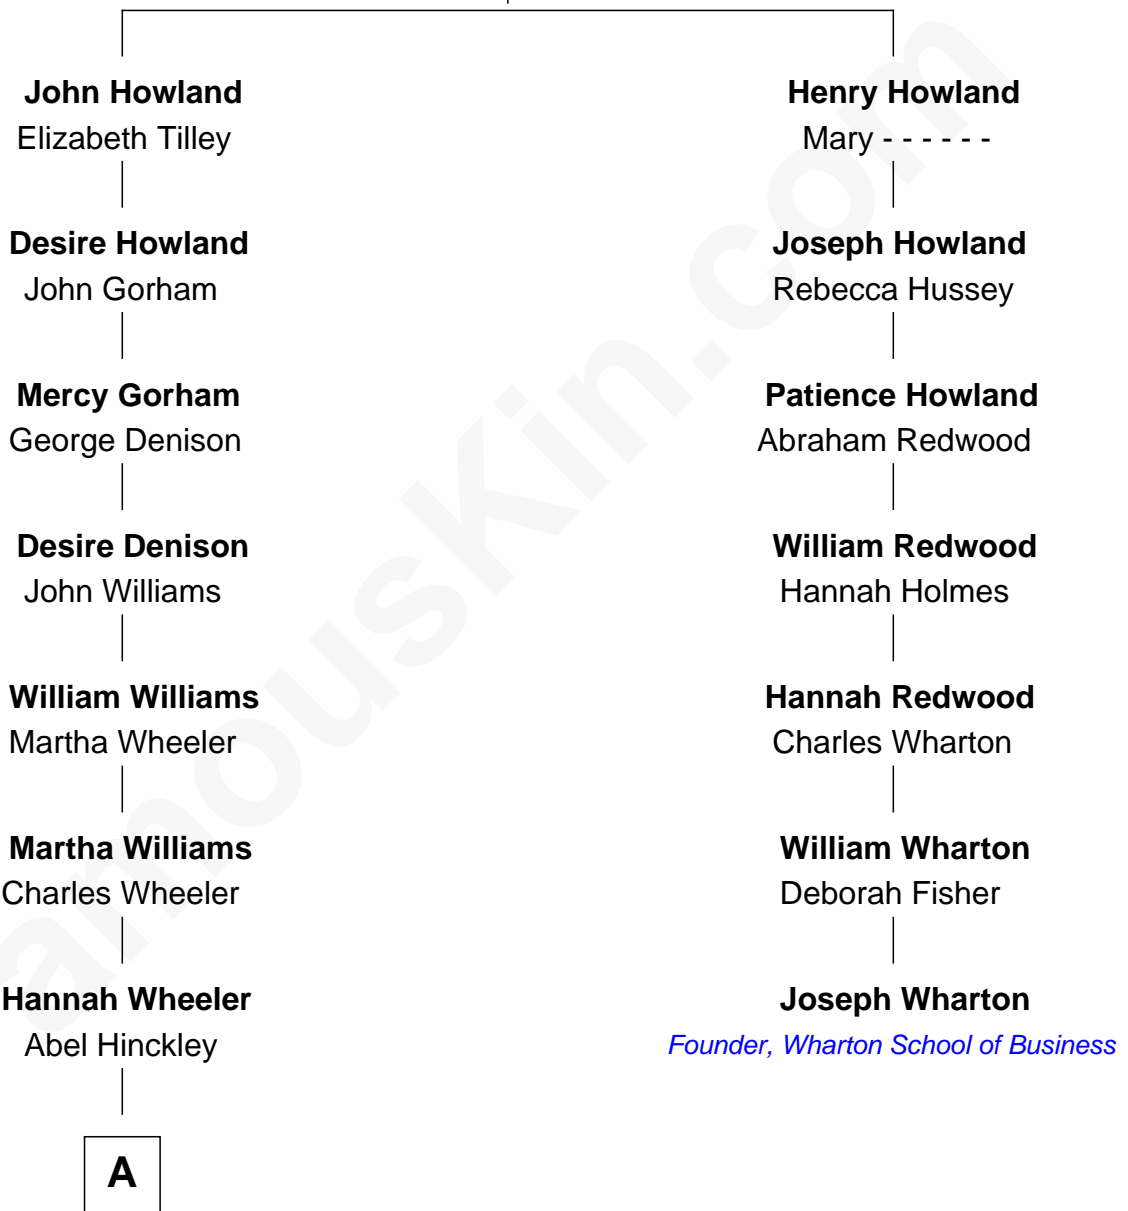 John Howland
Elizabeth Tilley
Desire Howland
John Gorham
Mercy Gorham
George Denison
Desire Denison
John Williams
William Williams
Martha Wheeler
Martha Williams
Charles Wheeler
Hannah Wheeler
Abel Hinckley
A
Henry Howland
Mary - - - - - -
Joseph Howland
Rebecca Hussey
Patience Howland
Abraham Redwood
William Redwood
Hannah Holmes
Hannah Redwood
Charles Wharton
William Wharton
Deborah Fisher
Joseph Wharton
Founder, Wharton School of Business
amousKin.com